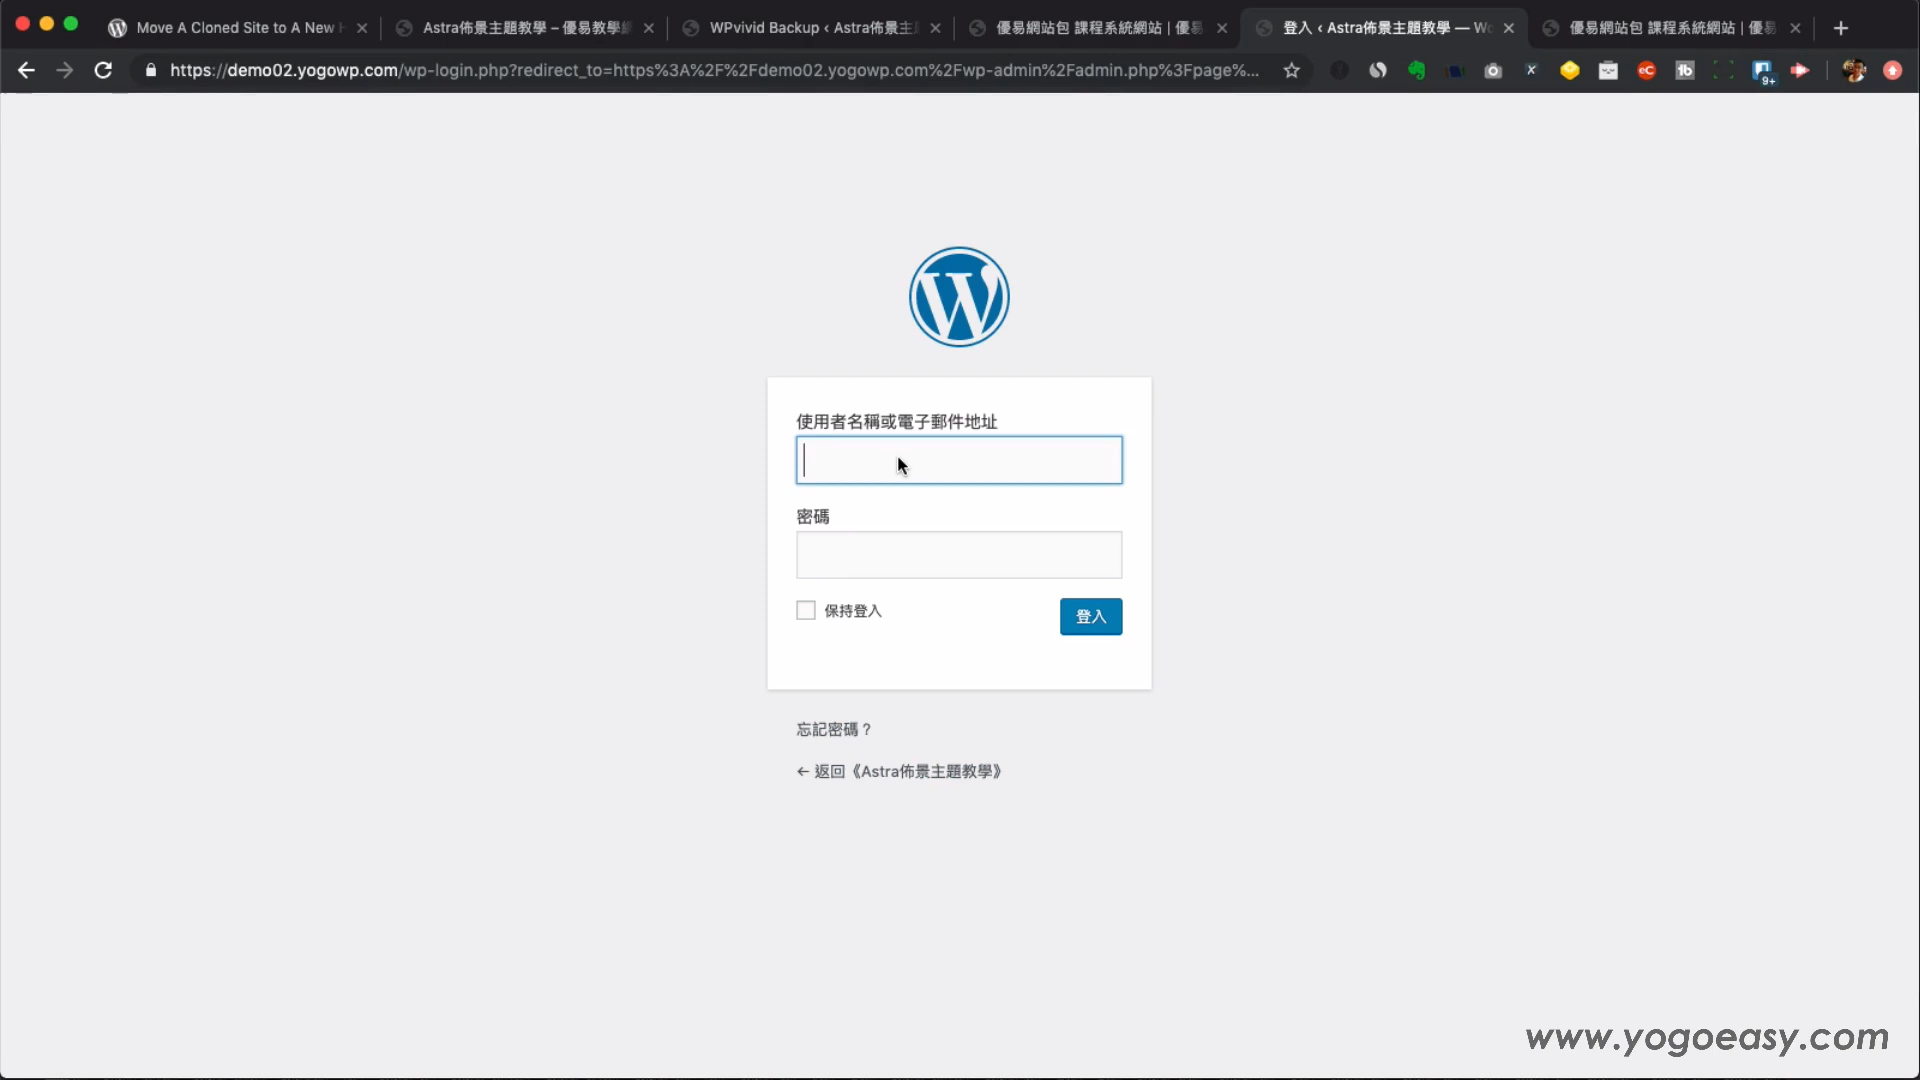 Move A Cloned Site to A New
Astra佈景主題教學 – 優易教學
WPvivid Backup ‹ Astra佈景主
優易網站包 課程系統網站 | 優易
登入 ‹ Astra佈景主題教學 — Wo
優易網站包 課程系統網站 | 優易
https://demo02.yogowp.com/wp-login.php?redirect_to=https%3A%2F%2Fdemo02.yogowp.com%2Fwp-admin%2Fadmin.php%3Fpage%...
eC
tb
9+
使用者名稱或電子郵件地址
密碼
保持登入
登入
忘記密碼？
← 返回《Astra佈景主題教學》
www.yogoeasy.com